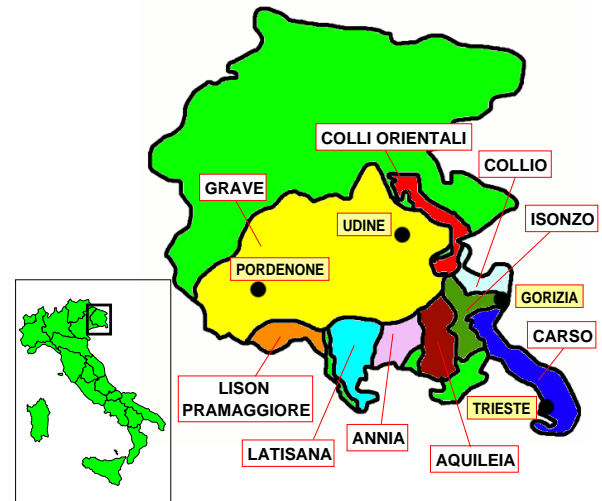 COLLI ORIENTALI
COLLIO
GRAVE
ISONZO
UDINE
PORDENONE
GORIZIA
CARSO
LISON
PRAMAGGIORE
TRIESTE
ANNIA
LATISANA
AQUILEIA